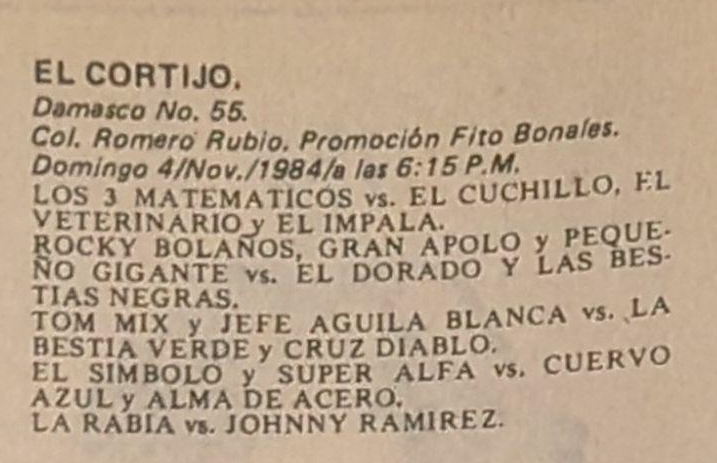 EL CORTIJO.
Damasco No. 55.
Col. Romero Rubio. Promoción Fito Bonales.
Domingo 4/Nov./1984/a las 6:15 P.M.
LOS 3 MATEMATICOS vs. EL CUCHILLO, EL
VETERINARIO y EL IMPALA.
ROCKY BOLAÑOS, GRAN APOLO y PEQUE-
ÑO GIGANTE vs. EL DORADO Y LAS BES-
TIAS NEGRAS.
TOM MIX y JEFE AGUILA BLANCA vs. LA
BESTIA VERDE y CRUZ DIABLO.
EL SIMBOLO y SUPER ALFA vs. CUERVO
AZUL y ALMA DE ACERO.
LA RABIA vs. JOHNNY RAMIREZ.